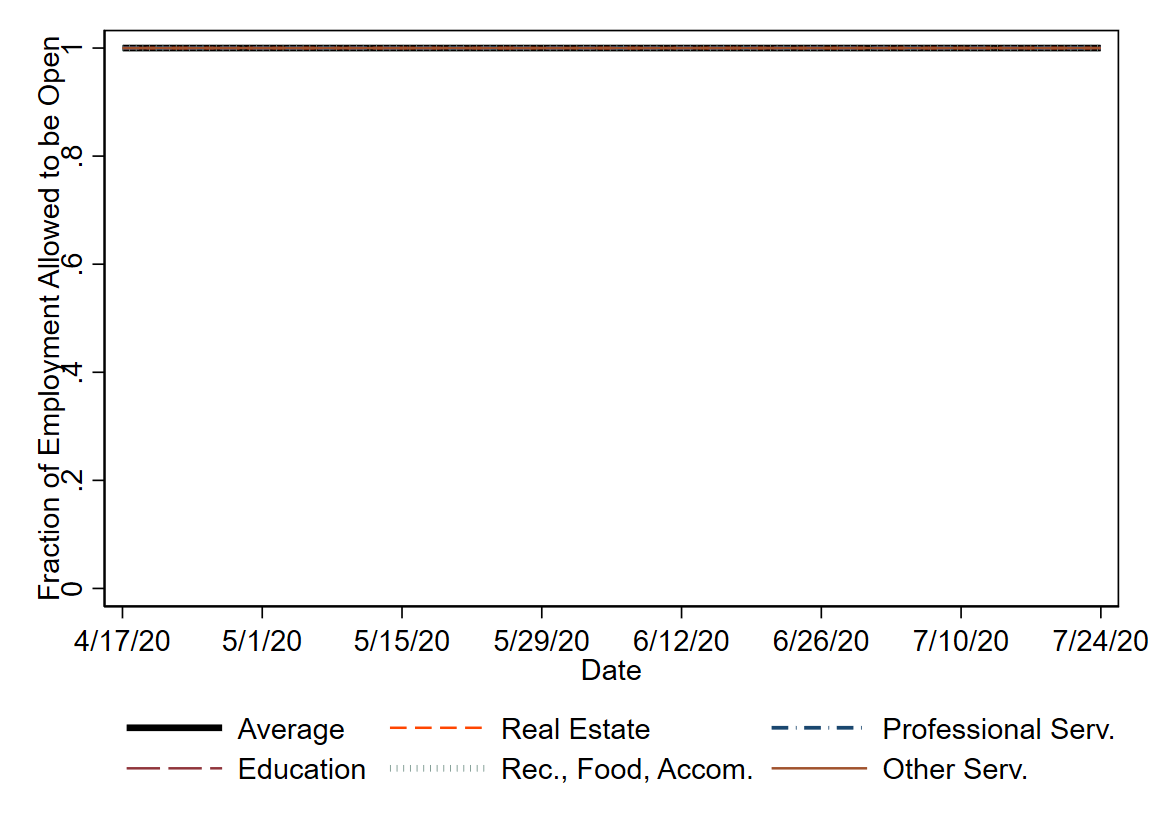 Fraction of Employment Allowed to be Open
1
.8
.6
.4
.2
0
4/17/20 5/1/20 5/15/20 5/29/20 6/12/20 6/26/20 7/10/20 7/24/20
Date
Average Real Estate Professional Serv.
Education Rec., Food, Accom. Other Serv.